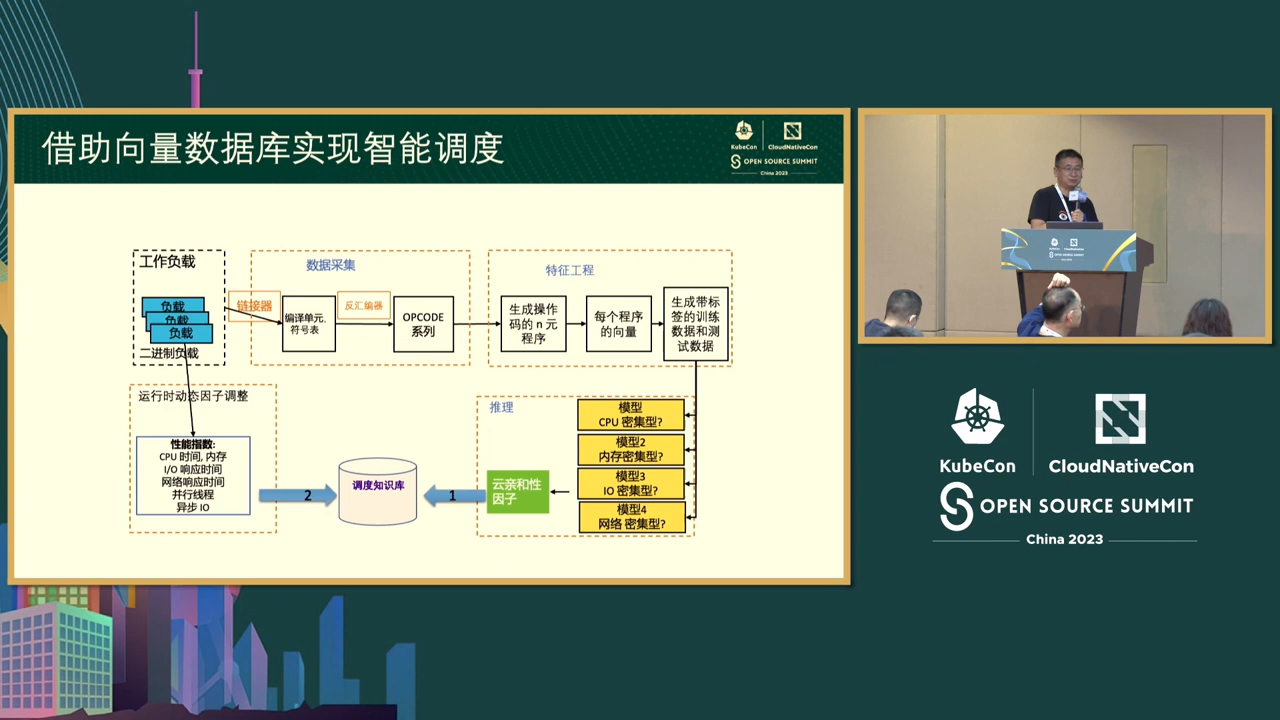 借助向量数据库实现智能调度
KubeCon
CloudNativeCon
OPEN SOURCE SUMMIT
China 2023
工作负载
负载
负载
负载
二进制负载
链接器
数据采集
编译单元,
符号表
反汇编器
OPCODE
系列
特征工程
生成操作
码的 n 元
程序
每个程序
的向量
生成带标
签的训练
数据和测
试数据
运行时动态因子调整
性能指数:
CPU 时间, 内存
I/O 响应时间
网络响应时间
并行线程
异步 IO
2
调度知识库
1
推理
云亲和性
因子
模型
CPU 密集型?
模型2
内存密集型?
模型3
IO 密集型?
模型4
网络 密集型?
KubeCon
CloudNativeCon
OPEN SOURCE SUMMIT
China 2023